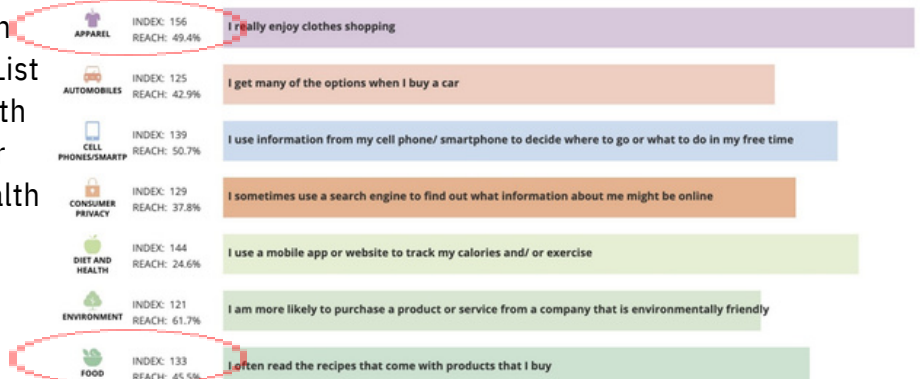 n
List
th
r
alth
APPAREL
INDEX: 156
REACH: 49.4%
I really enjoy clothes shopping
AUTOMOBILES
INDEX: 125
REACH: 42.9%
I get many of the options when I buy a car
CELL
PHONES/SMARTP
INDEX: 139
REACH: 50.7%
I use information from my cell phone/ smartphone to decide where to go or what to do in my free time
CONSUMER
PRIVACY
INDEX: 129
REACH: 37.8%
I sometimes use a search engine to find out what information about me might be online
DIET AND
HEALTH
INDEX: 144
REACH: 24.6%
I use a mobile app or website to track my calories and/ or exercise
ENVIRONMENT
INDEX: 121
REACH: 61.7%
I am more likely to purchase a product or service from a company that is environmentally friendly
FOOD
INDEX: 133
REACH: 45.5%
I often read the recipes that come with products that I buy